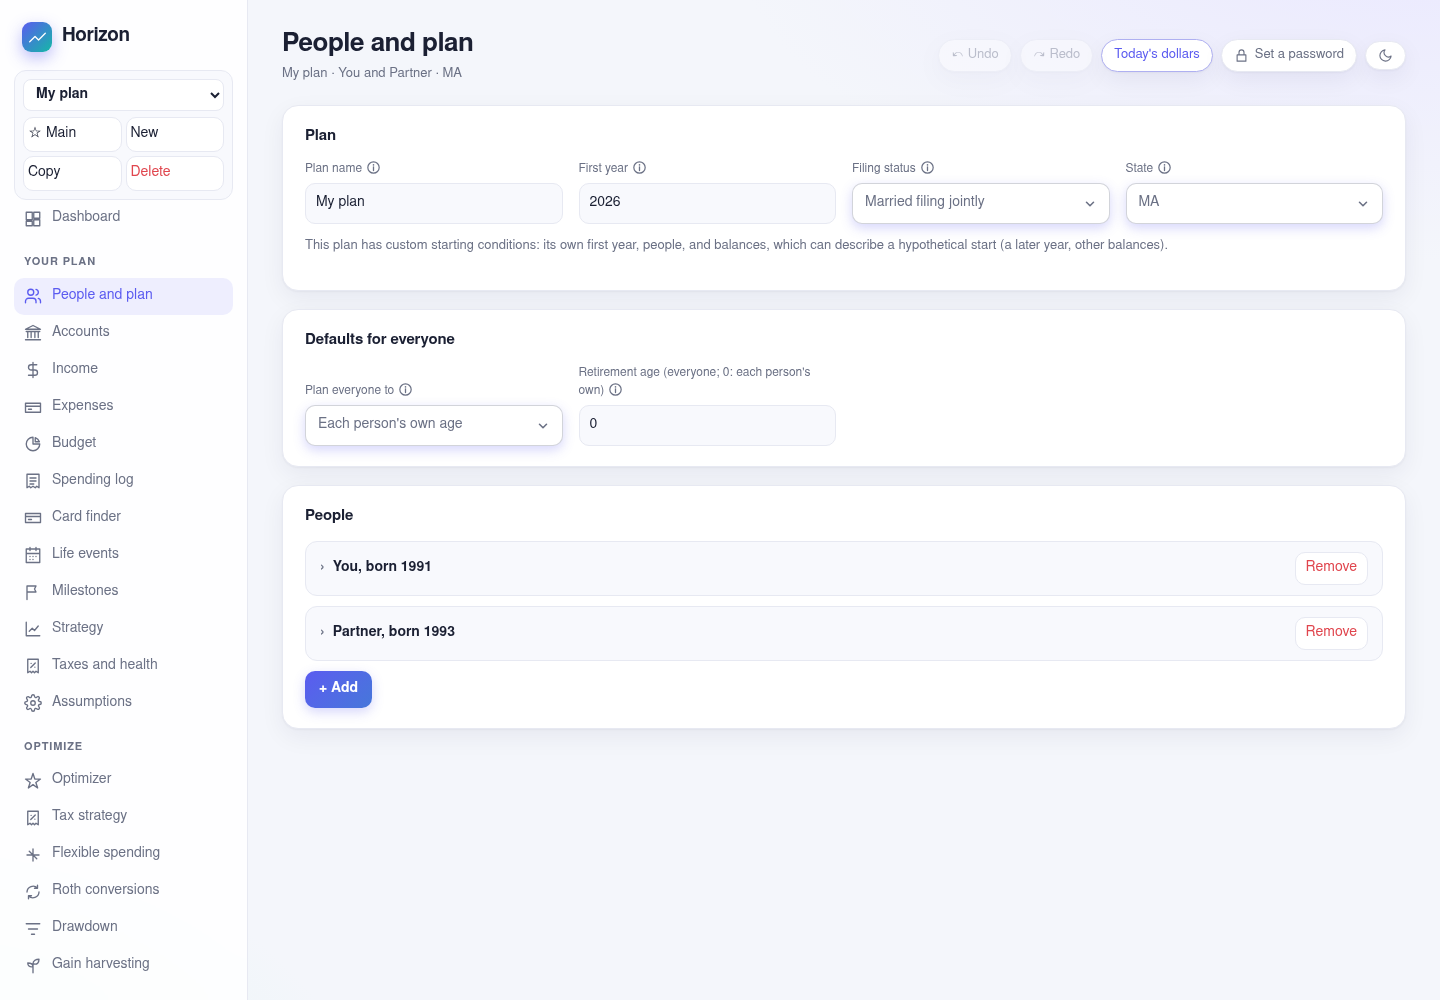 Horizon
My plan
☆ Main
New
Copy
Delete
Dashboard
YOUR PLAN
People and plan
Accounts
Income
Expenses
Budget
Spending log
Card finder
Life events
Milestones
Strategy
Taxes and health
Assumptions
OPTIMIZE
Optimizer
Tax strategy
Flexible spending
Roth conversions
Drawdown
Gain harvesting
People and plan
My plan · You and Partner · MA
Undo
Redo
Today's dollars
Set a password
Plan
Plan name
First year
Filing status
State
My plan
2026
Married filing jointly
MA
This plan has custom starting conditions: its own first year, people, and balances, which can describe a hypothetical start (a later year, other balances).
Defaults for everyone
Plan everyone to
Retirement age (everyone; 0: each person's
own)
Each person's own age
0
People
› You, born 1991
Remove
› Partner, born 1993
Remove
+ Add